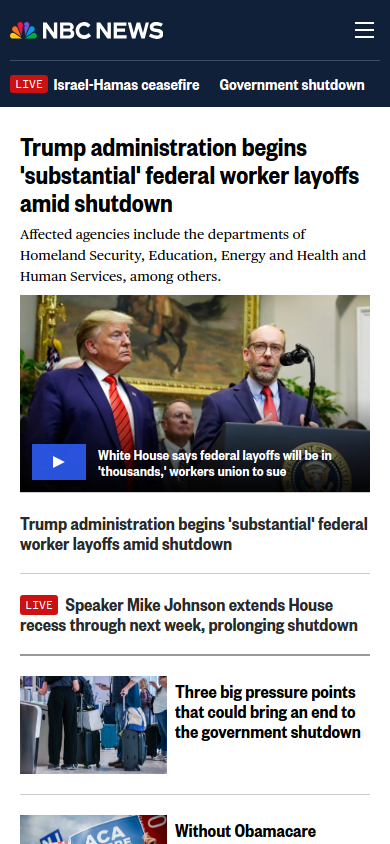 NBC NEWS
LIVE Israel-Hamas ceasefire Government shutdown
Trump administration begins
'substantial' federal worker layoffs
amid shutdown
Affected agencies include the departments of
Homeland Security, Education, Energy and Health and
Human Services, among others.
White House says federal layoffs will be in
'thousands,' workers union to sue
Trump administration begins 'substantial' federal
worker layoffs amid shutdown
LIVE Speaker Mike Johnson extends House
recess through next week, prolonging shutdown
Three big pressure points
that could bring an end to
the government shutdown
ACA
Without Obamacare